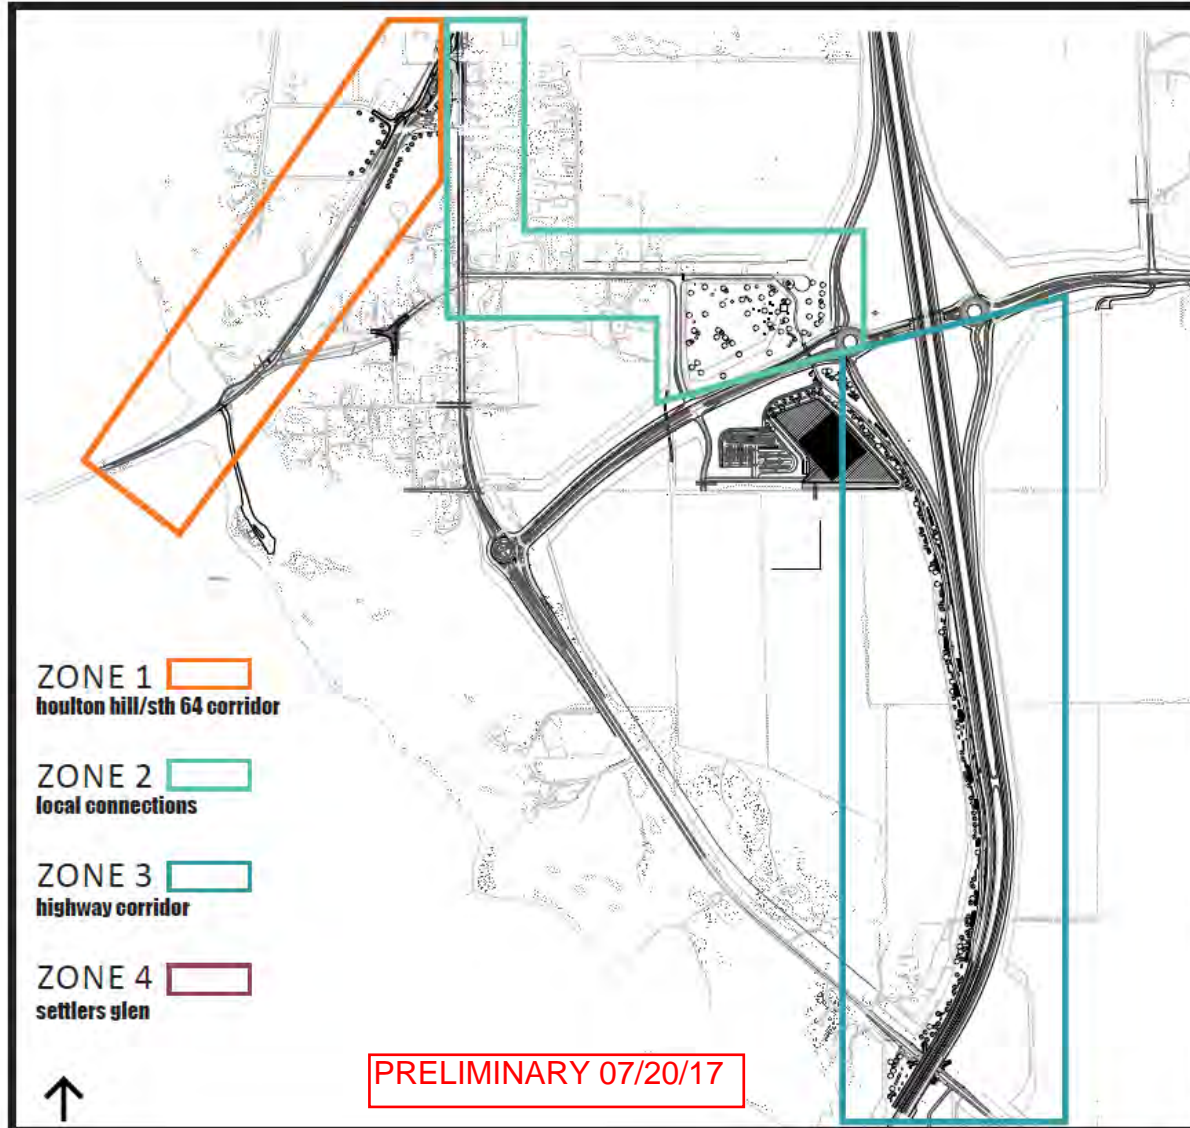 ZONE 1
houlton hill/sth 64 corridor
ZONE 2
local connections
ZONE 3
highway corridor
ZONE 4
settlers glen
PRELIMINARY 07/20/17